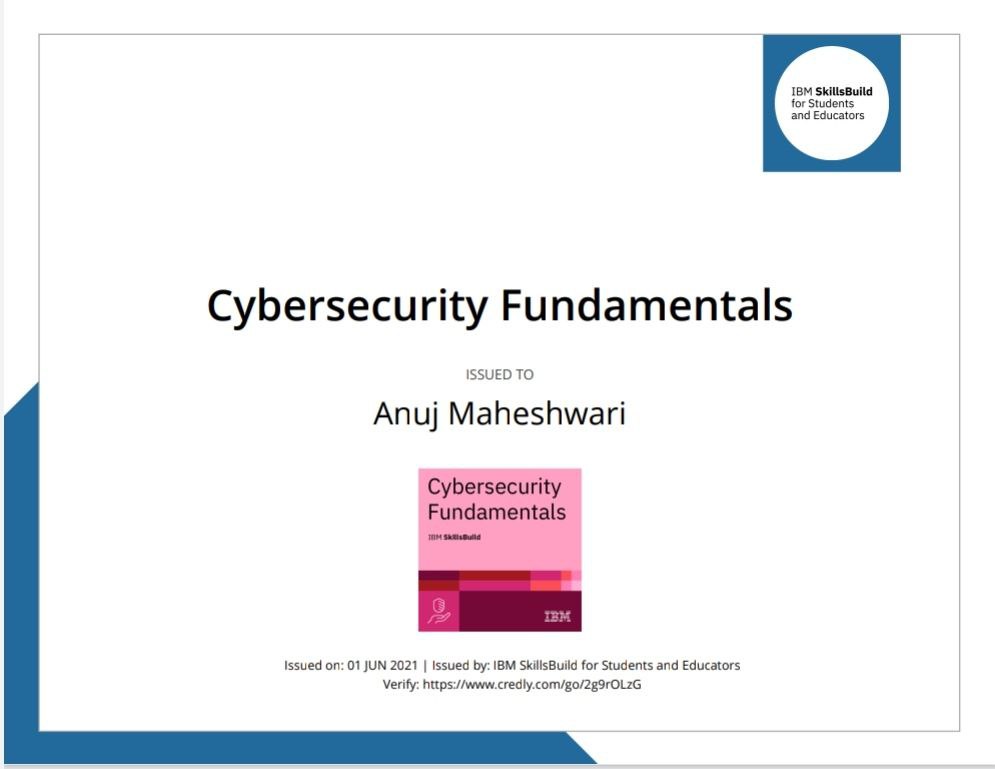 IBM SkillsBuild
for Students
and Educators
Cybersecurity Fundamentals
ISSUED TO
Anuj Maheshwari
Cybersecurity
Fundamentals
IBM SkillsBuild
IBM
Issued on: 01 JUN 2021 | Issued by: IBM SkillsBuild for Students and Educators
Verify: https://www.credly.com/go/2g9rOLzG